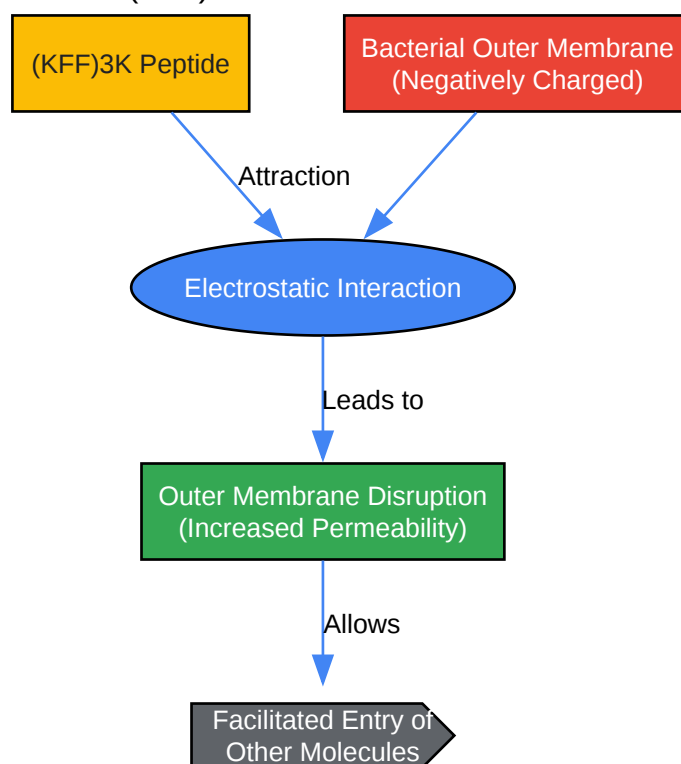 (KFF)3K Peptide
Bacterial Outer Membrane
(Negatively Charged)
Attraction
Electrostatic Interaction
Leads to
Outer Membrane Disruption
(Increased Permeability)
Allows
Facilitated Entry of
Other Molecules